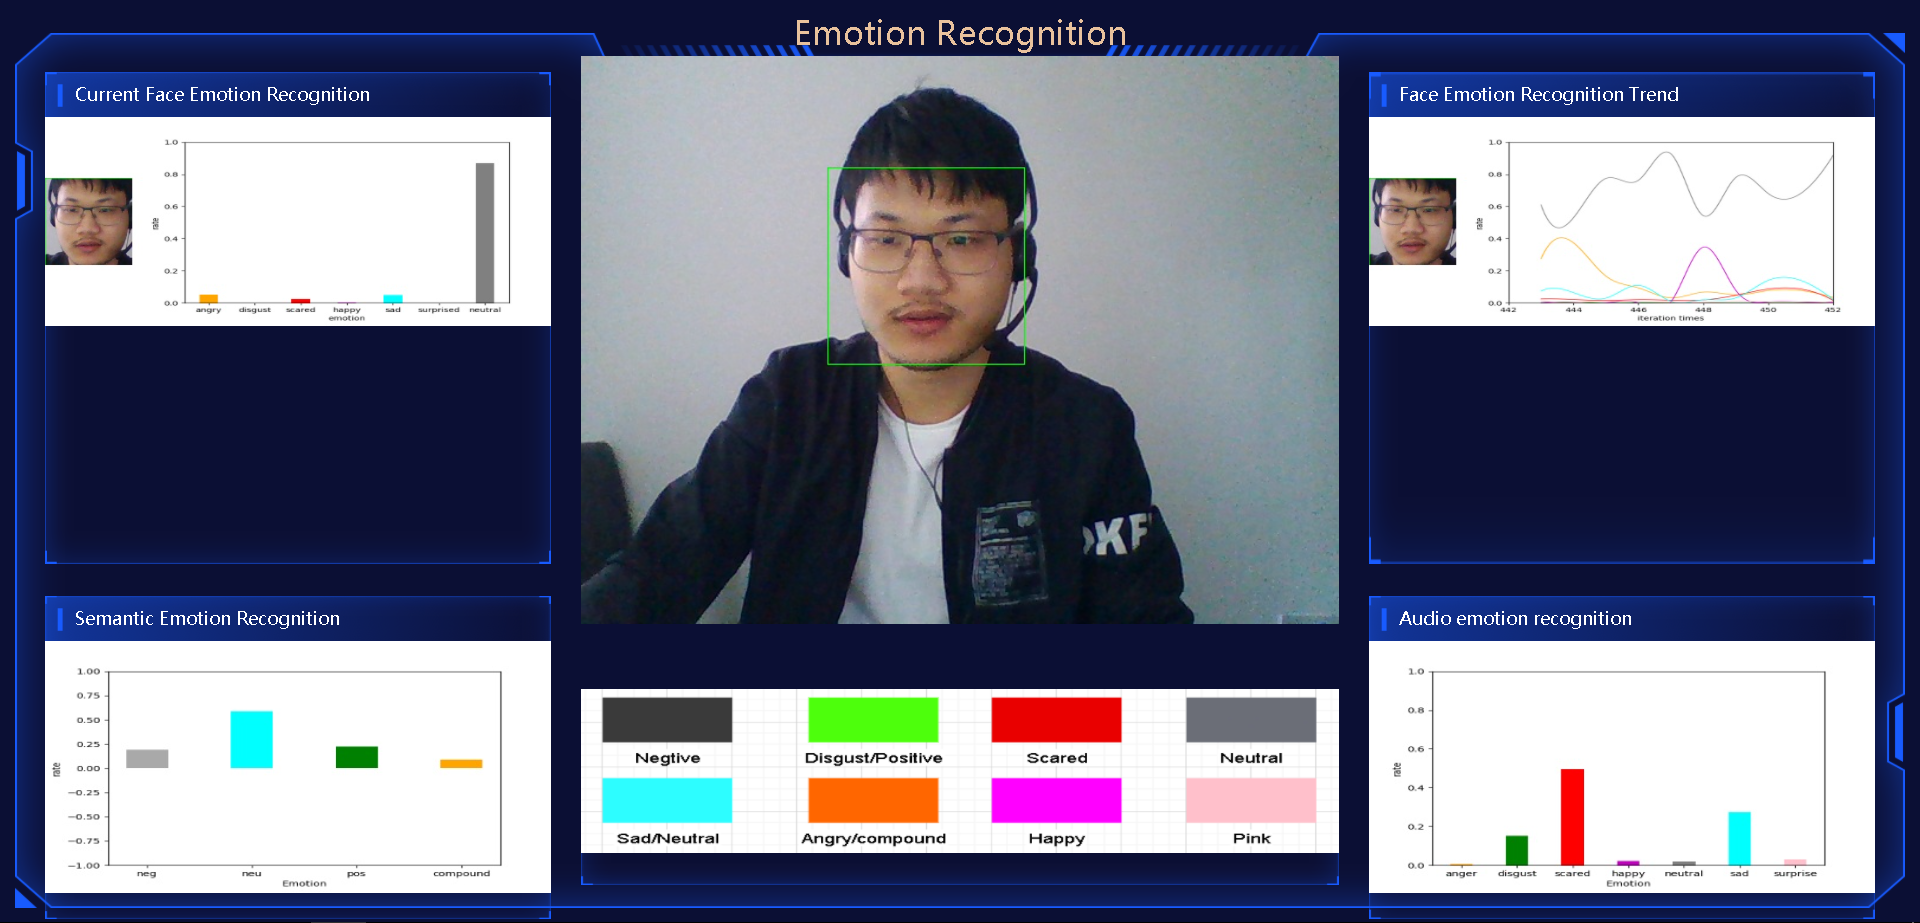 Emotion Recognition
Current Face Emotion Recognition
1.0
0.8
0.6
0.4
0.2
0.0
rate
angry disgust scared happy sad surprised neutral
emotion
Face Emotion Recognition Trend
1.0
0.8
0.6
0.4
0.2
0.0
rate
442 444 446 448 450 452
iteration times
OKF
Semantic Emotion Recognition
1.00
0.75
0.50
0.25
0.00
−0.25
−0.50
−0.75
−1.00
rate
neg neu pos compound
Emotion
Negtive Disgust/Positive Scared Neutral
Sad/Neutral Angry/compound Happy Pink
Audio emotion recognition
1.0
0.8
0.6
0.4
0.2
0.0
rate
anger disgust scared happy neutral sad surprise
Emotion